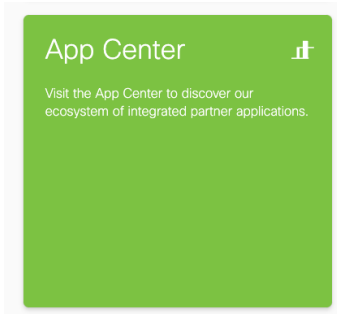 App Center
Visit the App Center to discover our
ecosystem of integrated partner applications.